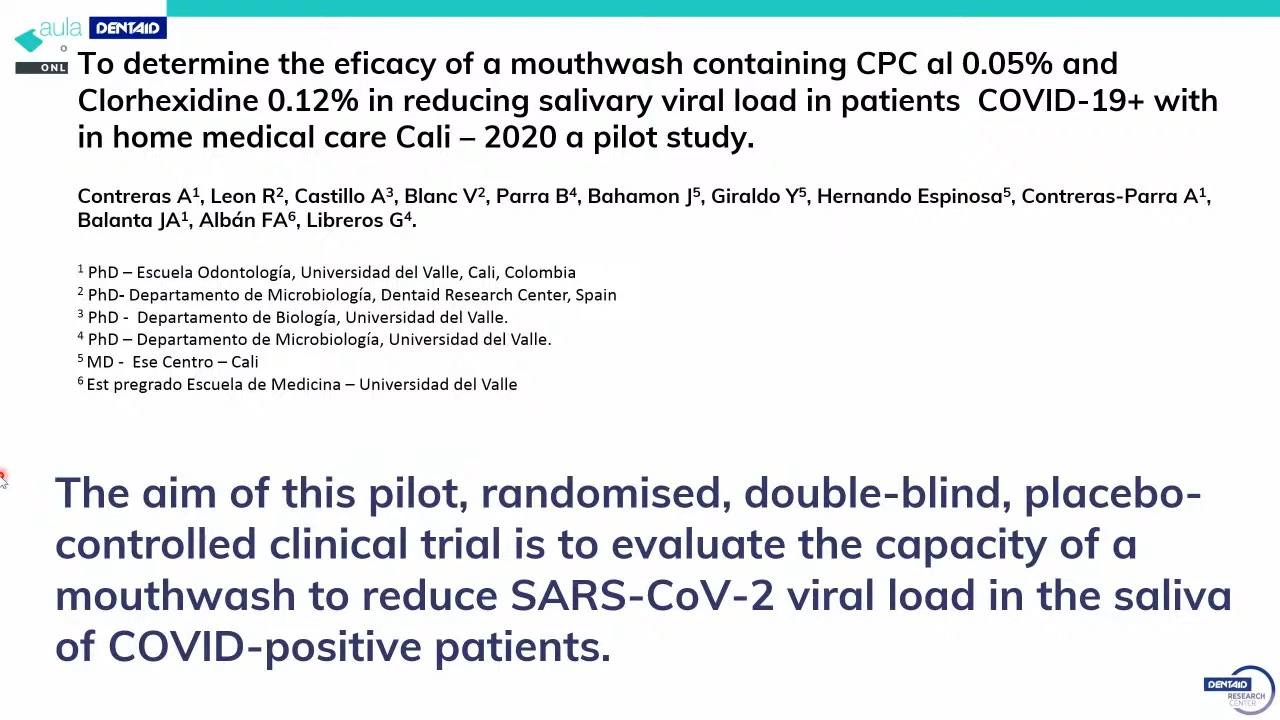 aula DENTAID
O
ONL
To determine the eficacy of a mouthwash containing CPC al 0.05% and
Clorhexidine 0.12% in reducing salivary viral load in patients COVID-19+ with
in home medical care Cali – 2020 a pilot study.
Contreras A¹, Leon R², Castillo A³, Blanc V², Parra B⁴, Bahamon J⁵, Giraldo Y⁵, Hernando Espinosa⁵, Contreras-Parra A¹,
Balanta JA¹, Albán FA⁶, Libreros G⁴.
¹ PhD – Escuela Odontología, Universidad del Valle, Cali, Colombia
² PhD- Departamento de Microbiología, Dentaid Research Center, Spain
³ PhD - Departamento de Biología, Universidad del Valle.
⁴ PhD – Departamento de Microbiología, Universidad del Valle.
⁵ MD - Ese Centro – Cali
⁶ Est pregrado Escuela de Medicina – Universidad del Valle
The aim of this pilot, randomised, double-blind, placebo-
controlled clinical trial is to evaluate the capacity of a
mouthwash to reduce SARS-CoV-2 viral load in the saliva
of COVID-positive patients.
DENTAID
RESEARCH
CENTER